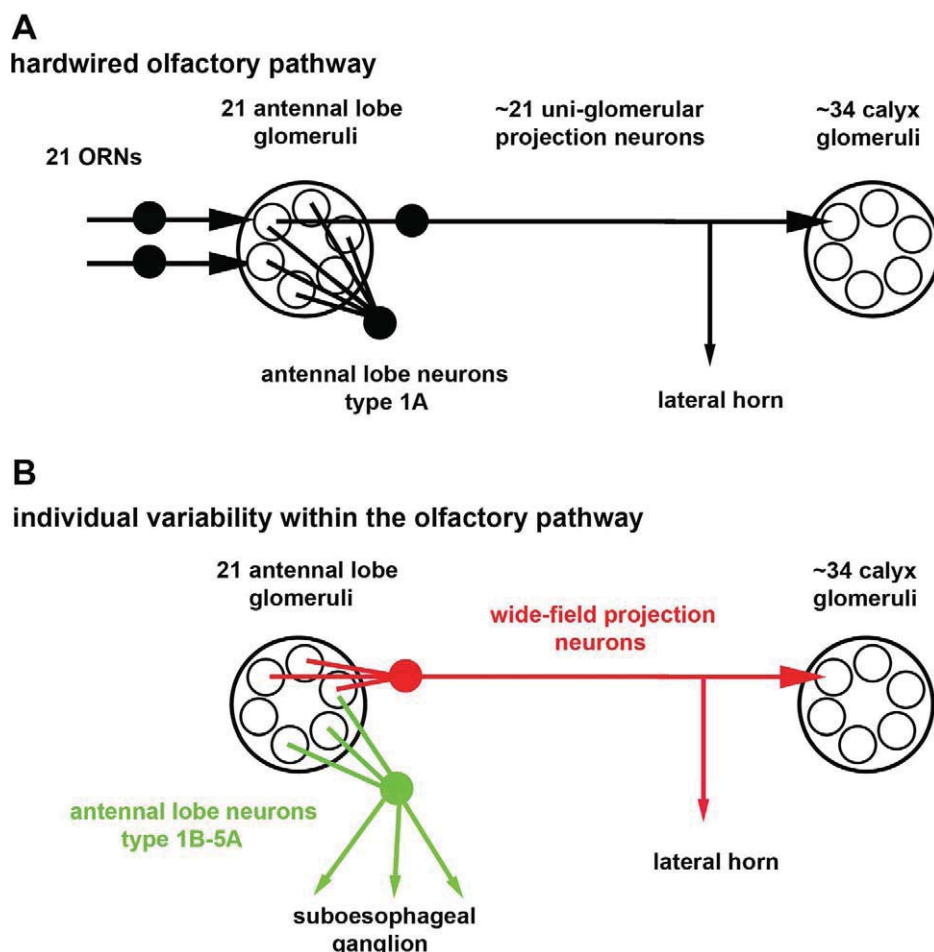 A
hardwired olfactory pathway
21 antennal lobe
glomeruli
~21 uni-glomerular
projection neurons
~34 calyx
glomeruli
21 ORNs
antennal lobe neurons
type 1A
lateral horn
B
individual variability within the olfactory pathway
21 antennal lobe
glomeruli
~34 calyx
glomeruli
wide-field projection
neurons
antennal lobe neurons
type 1B-5A
lateral horn
suboesophageal
ganglion